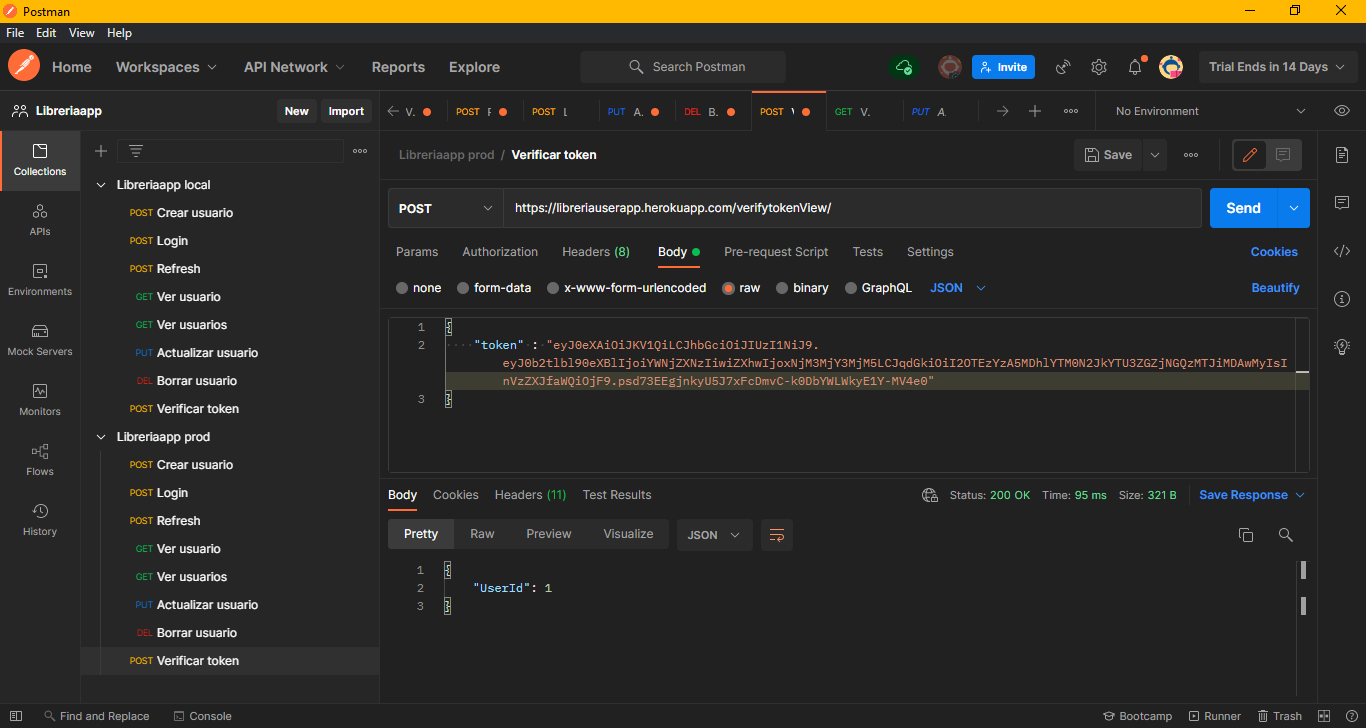 Postman
File Edit View Help
Home Workspaces API Network Reports Explore Search Postman Invite Trial Ends in 14 Days
Libreriaapp New Import
V. POST POST L PUT A. DEL B. POST GET V. PUT A. No Environment
Libreriaapp prod / Verificar token Save
Collections
APIs
Environments
Mock Servers
Monitors
Flows
History
Libreriaapp local
POST Crear usuario
POST Login
POST Refresh
GET Ver usuario
GET Ver usuarios
PUT Actualizar usuario
DEL Borrar usuario
POST Verificar token
Libreriaapp prod
POST Crear usuario
POST Login
POST Refresh
GET Ver usuario
GET Ver usuarios
PUT Actualizar usuario
DEL Borrar usuario
POST Verificar token
POST https://libreriauserapp.herokuapp.com/verifytokenView/ Send
Params Authorization Headers (8) Body Pre-request Script Tests Settings Cookies
none form-data x-www-form-urlencoded raw binary GraphQL JSON Beautify
1 {
2 "token" : "eyJ0eXAiOiJKV1QiLCJhbGciOiJIUzI1NiJ9.
eyJ0b2tlbl90eXBlIjoiYWNjZXNzIiwiZXhwIjoxNjM3MjY3MjM5LCJqdGkiOiI2OTEzYzA5MDhlYTM0N2JkYTU3ZGZjNGQzMTJiMDAwMyIsI
nVzZXJfaWQiOjF9.psd73EEgjnkyU5J7xFcDmvC-k0DbYWLWkyE1Y-MV4e0"
3 }
Body Cookies Headers (11) Test Results Status: 200 OK Time: 95 ms Size: 321 B Save Response
Pretty Raw Preview Visualize JSON
1 {
2 "UserId": 1
3 }
Find and Replace Console Bootcamp Runner Trash